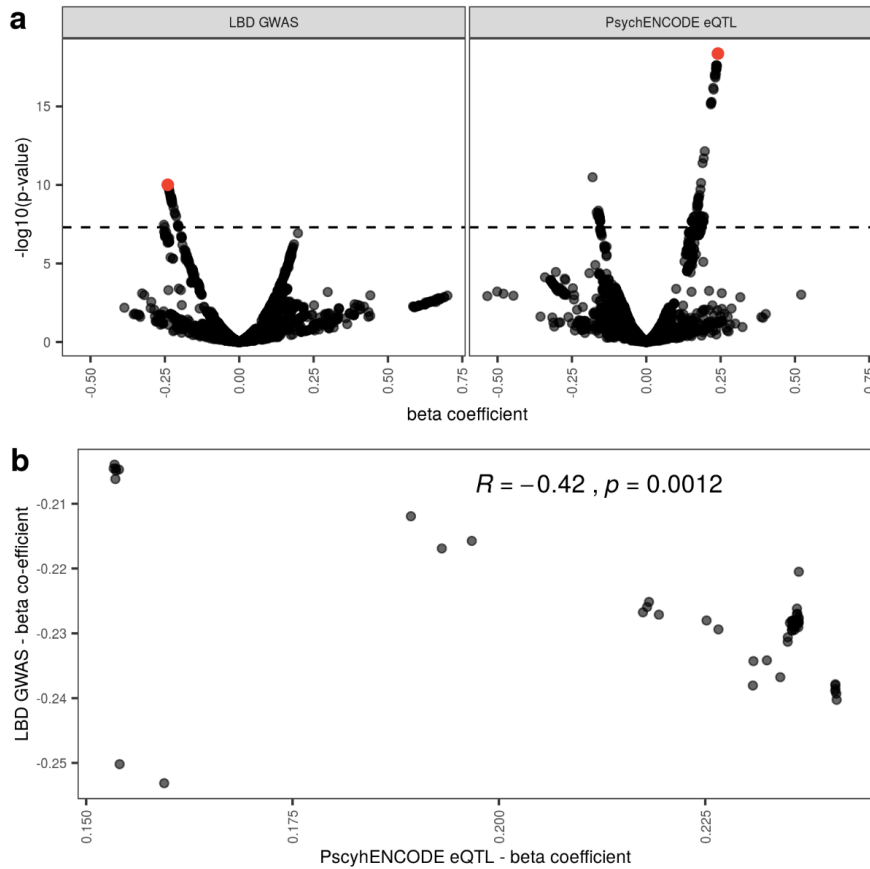 a
LBD GWAS
PsychENCODE eQTL
-log10(p-value)
15
10
5
0
-0.50
-0.25
0.00
0.25
0.50
0.75
-0.50
-0.25
0.00
0.25
0.50
0.75
beta coefficient
b
R = −0.42 , p = 0.0012
LBD GWAS - beta co-efficient
-0.21
-0.22
-0.23
-0.24
-0.25
0.150
0.175
0.200
0.225
PscyhENCODE eQTL - beta coefficient